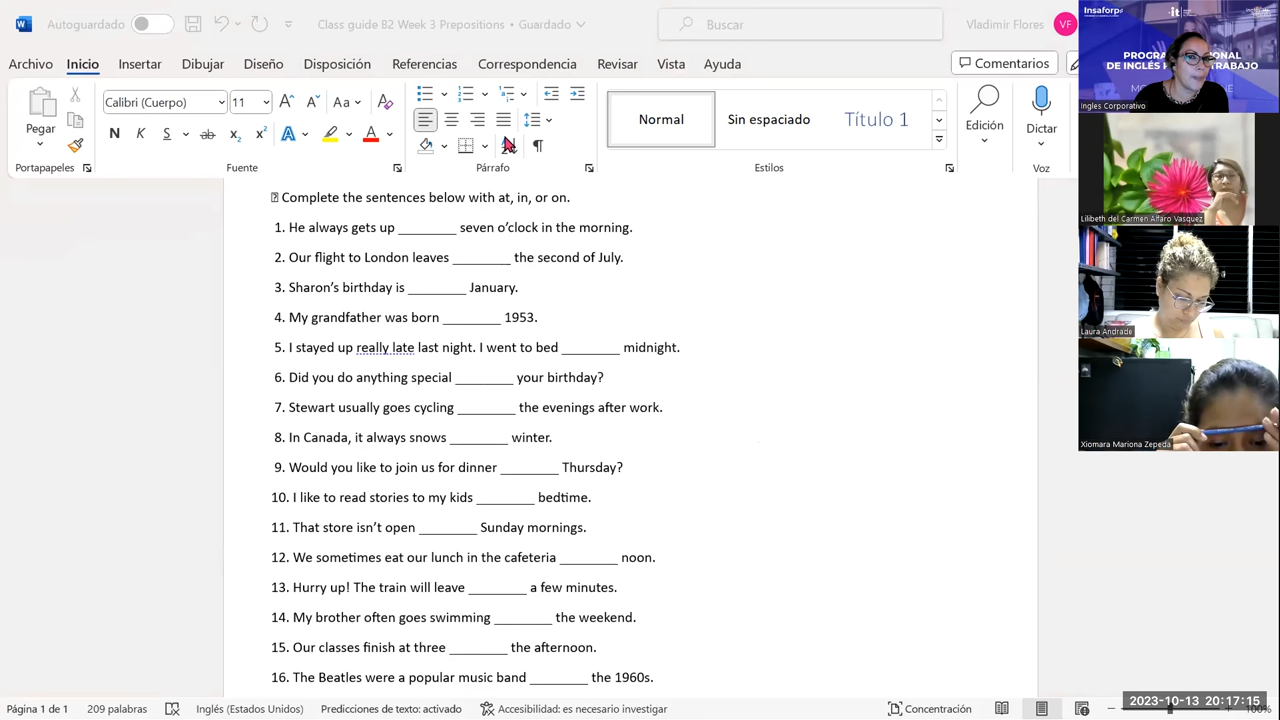 Autoguardado
Class guide B2 Week 3 Prepositions • Guardado
Buscar
Vladimir Flores
VF
Archivo Inicio Insertar Dibujar Diseño Disposición Referencias Correspondencia Revisar Vista Ayuda
Comentarios
Pegar
Calibri (Cuerpo) 11
Normal
Sin espaciado
Título 1
Edición
Dictar
Portapapeles
Fuente
Párrafo
Estilos
Voz
Complete the sentences below with at, in, or on.
1. He always gets up ________ seven o’clock in the morning.
2. Our flight to London leaves ________ the second of July.
3. Sharon’s birthday is ________ January.
4. My grandfather was born ________ 1953.
5. I stayed up really late last night. I went to bed ________ midnight.
6. Did you do anything special ________ your birthday?
7. Stewart usually goes cycling ________ the evenings after work.
8. In Canada, it always snows ________ winter.
9. Would you like to join us for dinner ________ Thursday?
10. I like to read stories to my kids ________ bedtime.
11. That store isn’t open ________ Sunday mornings.
12. We sometimes eat our lunch in the cafeteria ________ noon.
13. Hurry up! The train will leave ________ a few minutes.
14. My brother often goes swimming ________ the weekend.
15. Our classes finish at three ________ the afternoon.
16. The Beatles were a popular music band ________ the 1960s.
Página 1 de 1
209 palabras
Inglés (Estados Unidos)
Predicciones de texto: activado
Accesibilidad: es necesario investigar
Concentración
100%
2023-10-13 20:17:15
Insaforp
Ingles Corporativo
Lilibeth del Carmen Alfaro Vasquez
Laura Andrade
Xiomara Mariona Zepeda